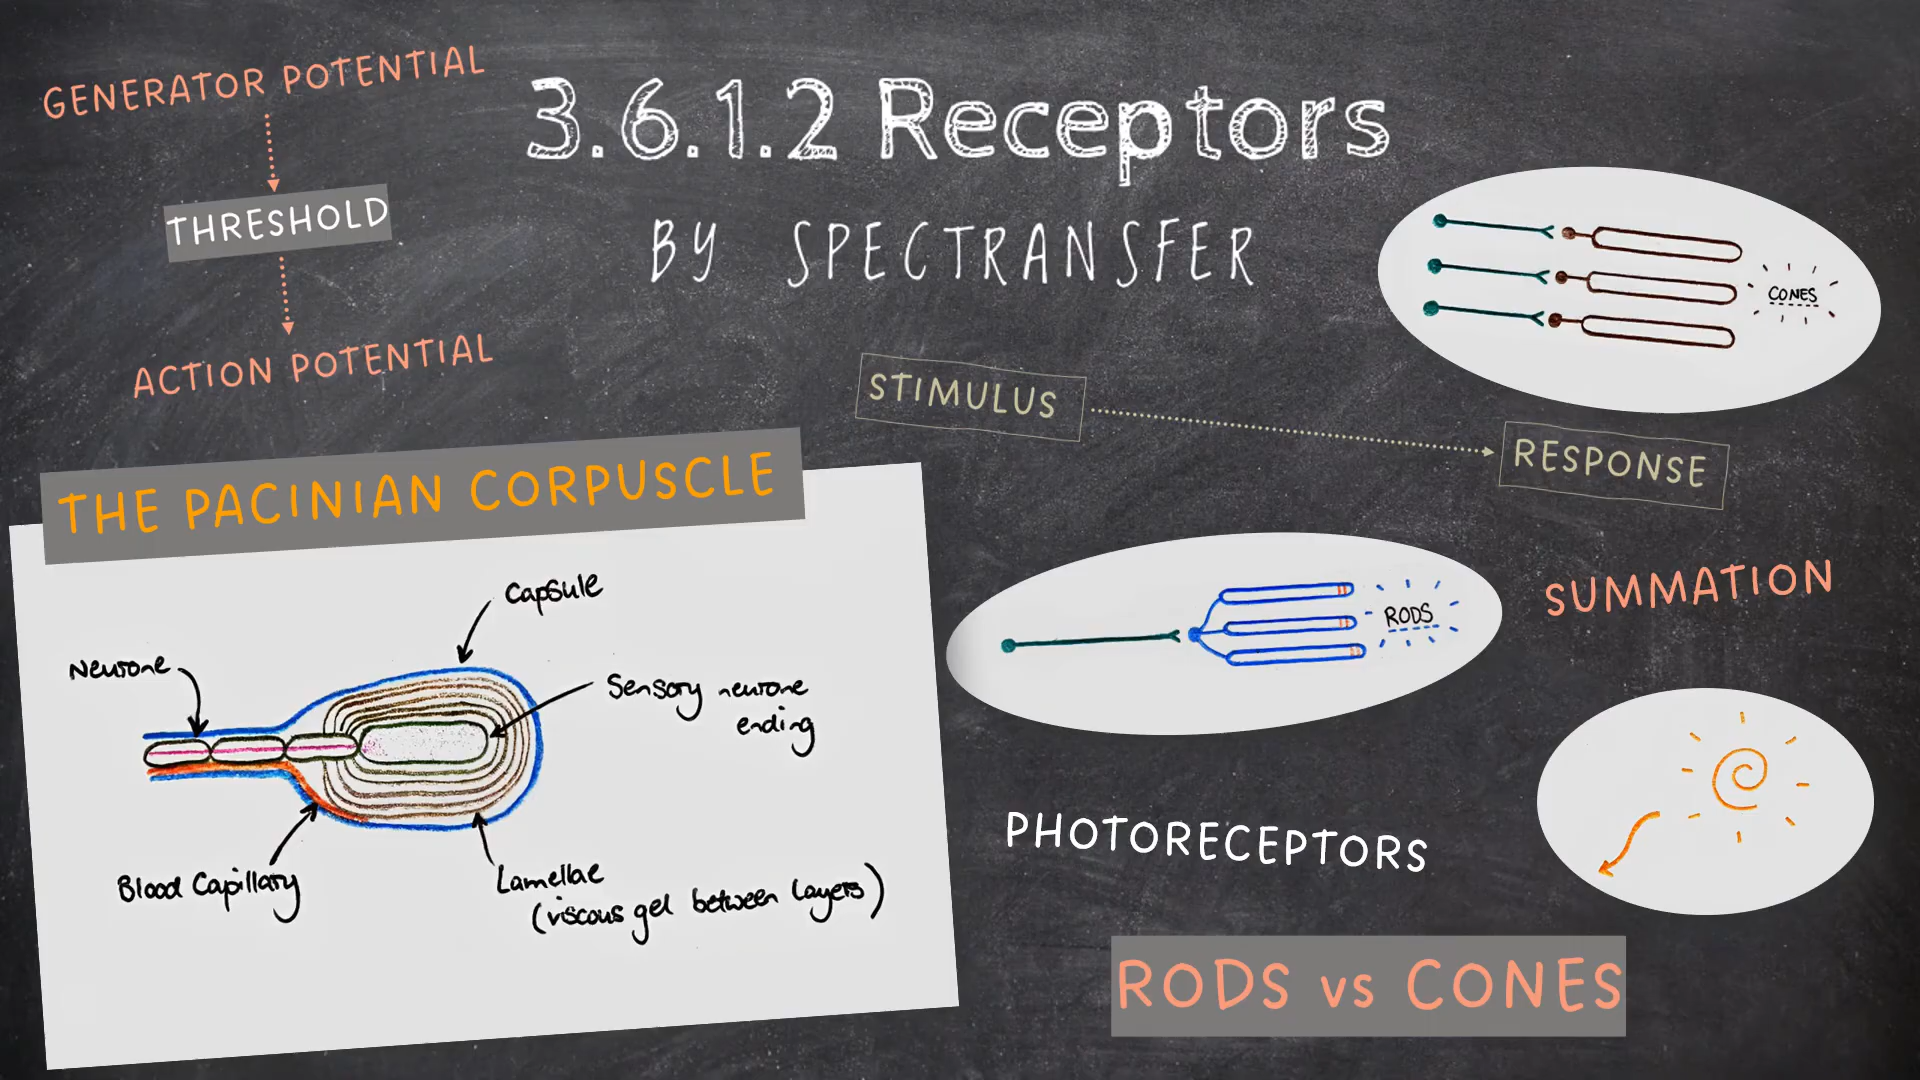 GENERATOR POTENTIAL
THRESHOLD
ACTION POTENTIAL
3.6.1.2 Receptors
BY SPECTRANSFER
CONES
STIMULUS
RESPONSE
THE PACINIAN CORPUSCLE
Capsule
Neurone
Sensory neurone
ending
Blood Capillary
Lamellae
(viscous gel between layers)
RODS
SUMMATION
PHOTORECEPTORS
RODS vs CONES